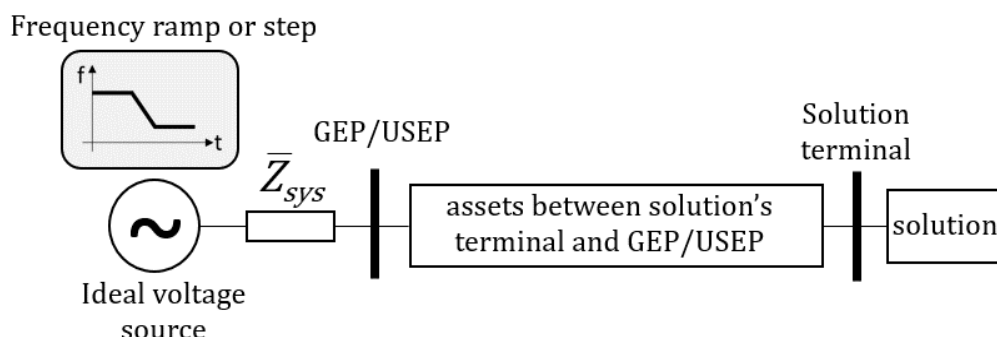 Frequency ramp or step
f
t
GEP/USEP
Z̅sys
Solution
terminal
assets between solution's
terminal and GEP/USEP
solution
Ideal voltage
source